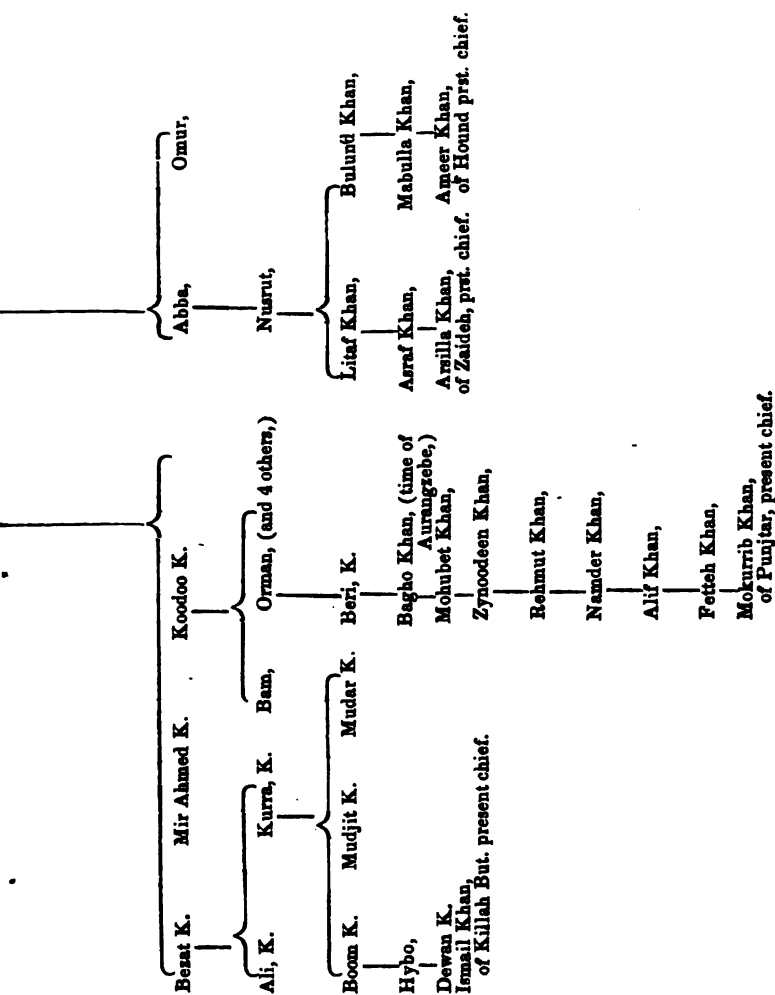 Bezat K. Mir Ahmed K. Koodoo K. Abba, Omur,
Ali, K. Kurra, K. Bam, Orman, (and 4 others,) Nusrut,
Boom K. Mudjit K. Mudar K. Beri, K. Litaf Khan, Bulund Khan,
Hybo, Bagho Khan, (time of Aurangzebe,) Asraf Khan, Mabulla Khan,
Dewan K. Mohubet Khan, Arsilla Khan, Ameer Khan,
Ismail Khan, of Zaideh, prst. chief. of Hound prst. chief.
of Killah But. present chief. Zynoodeen Khan,
Rehmut Khan,
Namder Khan,
Alif Khan,
Fetteh Khan,
Mokurrib Khan,
of Punjtar, present chief.